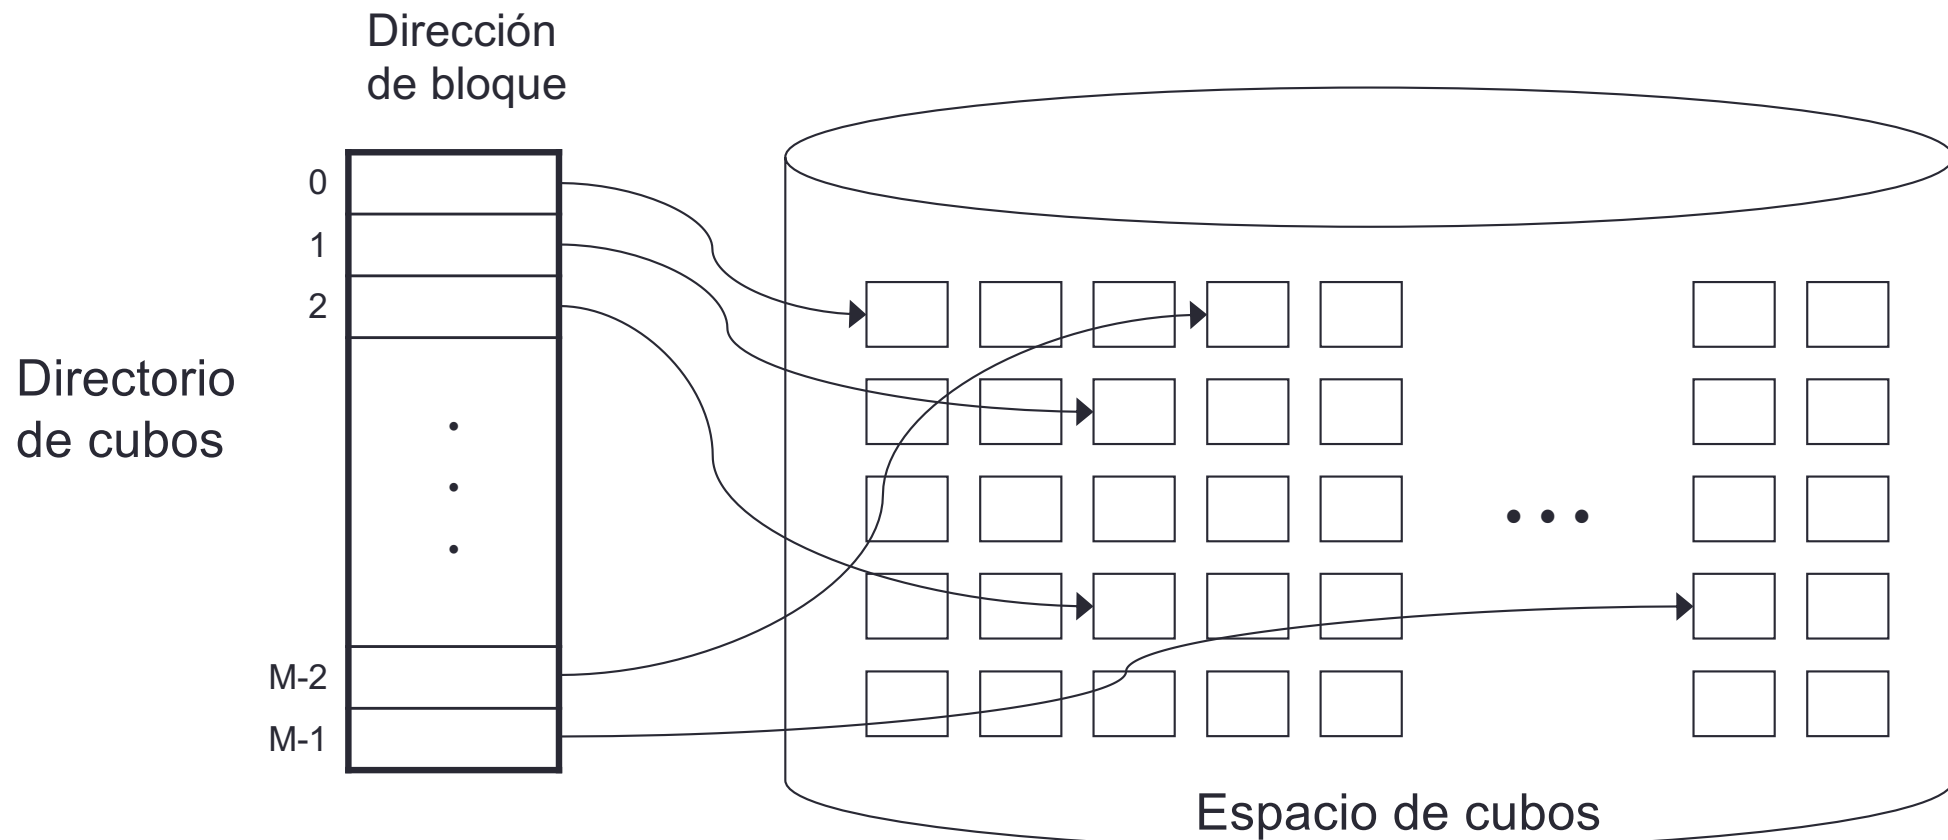 Dirección
de bloque
0
1
2
Directorio
de cubos
M-2
M-1
Espacio de cubos